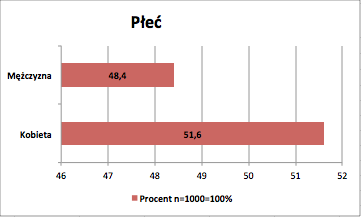 Płeć
Mężczyzna
48,4
Kobieta
51,6
46 47 48 49 50 51 52
Procent n=1000=100%